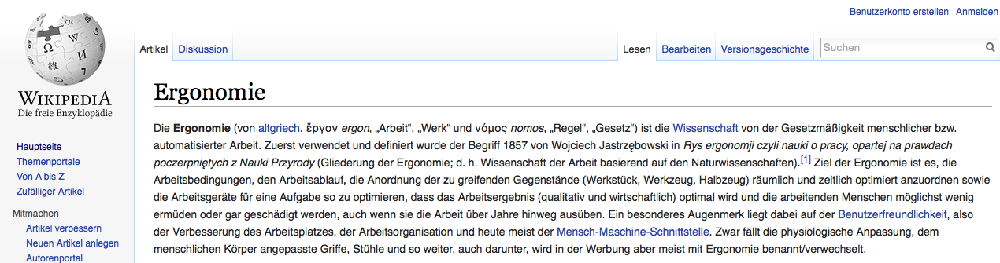 Benutzerkonto erstellen Anmelden
Artikel Diskussion Lesen Bearbeiten Versionsgeschichte Suchen
Ω W И 維
WIKIPEDIA
Die freie Enzyklopädie
Hauptseite
Themenportale
Von A bis Z
Zufälliger Artikel
Mitmachen
Artikel verbessern
Neuen Artikel anlegen
Autorenportal
Ergonomie
Die Ergonomie (von altgriech. ἔργον ergon, „Arbeit“, „Werk“ und νόμος nomos, „Regel“, „Gesetz“) ist die Wissenschaft von der Gesetzmäßigkeit menschlicher bzw.
automatisierter Arbeit. Zuerst verwendet und definiert wurde der Begriff 1857 von Wojciech Jastrzębowski in Rys ergonomji czyli nauki o pracy, opartej na prawdach
poczerpniętych z Nauki Przyrody (Gliederung der Ergonomie; d. h. Wissenschaft der Arbeit basierend auf den Naturwissenschaften).[1] Ziel der Ergonomie ist es, die
Arbeitsbedingungen, den Arbeitsablauf, die Anordnung der zu greifenden Gegenstände (Werkstück, Werkzeug, Halbzeug) räumlich und zeitlich optimiert anzuordnen sowie
die Arbeitsgeräte für eine Aufgabe so zu optimieren, dass das Arbeitsergebnis (qualitativ und wirtschaftlich) optimal wird und die arbeitenden Menschen möglichst wenig
ermüden oder gar geschädigt werden, auch wenn sie die Arbeit über Jahre hinweg ausüben. Ein besonderes Augenmerk liegt dabei auf der Benutzerfreundlichkeit, also
der Verbesserung des Arbeitsplatzes, der Arbeitsorganisation und heute meist der Mensch-Maschine-Schnittstelle. Zwar fällt die physiologische Anpassung, dem
menschlichen Körper angepasste Griffe, Stühle und so weiter, auch darunter, wird in der Werbung aber meist mit Ergonomie benannt/verwechselt.